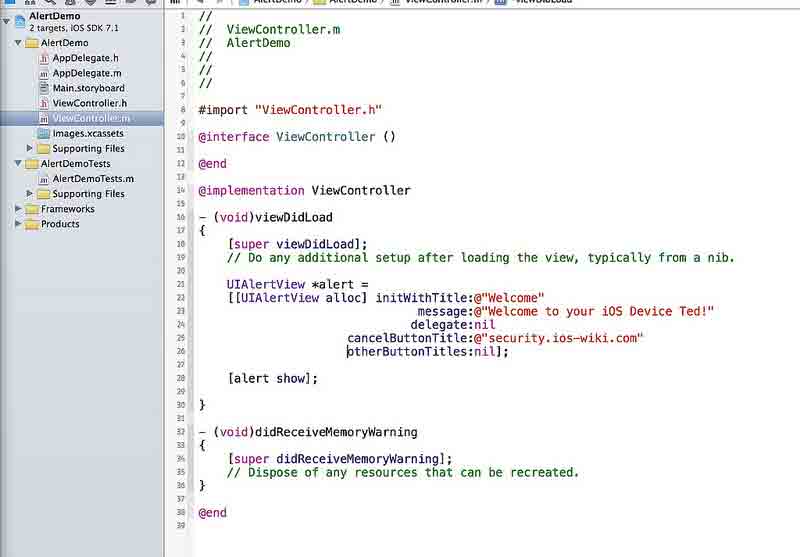 AlertDemo
AlertDemo
ViewController.m
viewDidLoad
AlertDemo
2 targets, iOS SDK 7.1
AlertDemo
AppDelegate.h
AppDelegate.m
Main.storyboard
ViewController.h
ViewController.m
Images.xcassets
Supporting Files
AlertDemoTests
AlertDemoTests.m
Supporting Files
Frameworks
Products
1 //
2 //  ViewController.m
3 //  AlertDemo
4 //
5 //
6 //
7
8 #import "ViewController.h"
9
10 @interface ViewController ()
11
12 @end
13
14 @implementation ViewController
15
16 - (void)viewDidLoad
17 {
18     [super viewDidLoad];
19     // Do any additional setup after loading the view, typically from a nib.
20
21     UIAlertView *alert =
22     [[UIAlertView alloc] initWithTitle:@"Welcome"
23                                message:@"Welcome to your iOS Device Ted!"
24                               delegate:nil
25                      cancelButtonTitle:@"security.ios-wiki.com"
26                      otherButtonTitles:nil];
27
28     [alert show];
29
30 }
31
32 - (void)didReceiveMemoryWarning
33 {
34     [super didReceiveMemoryWarning];
35     // Dispose of any resources that can be recreated.
36 }
37
38 @end
39